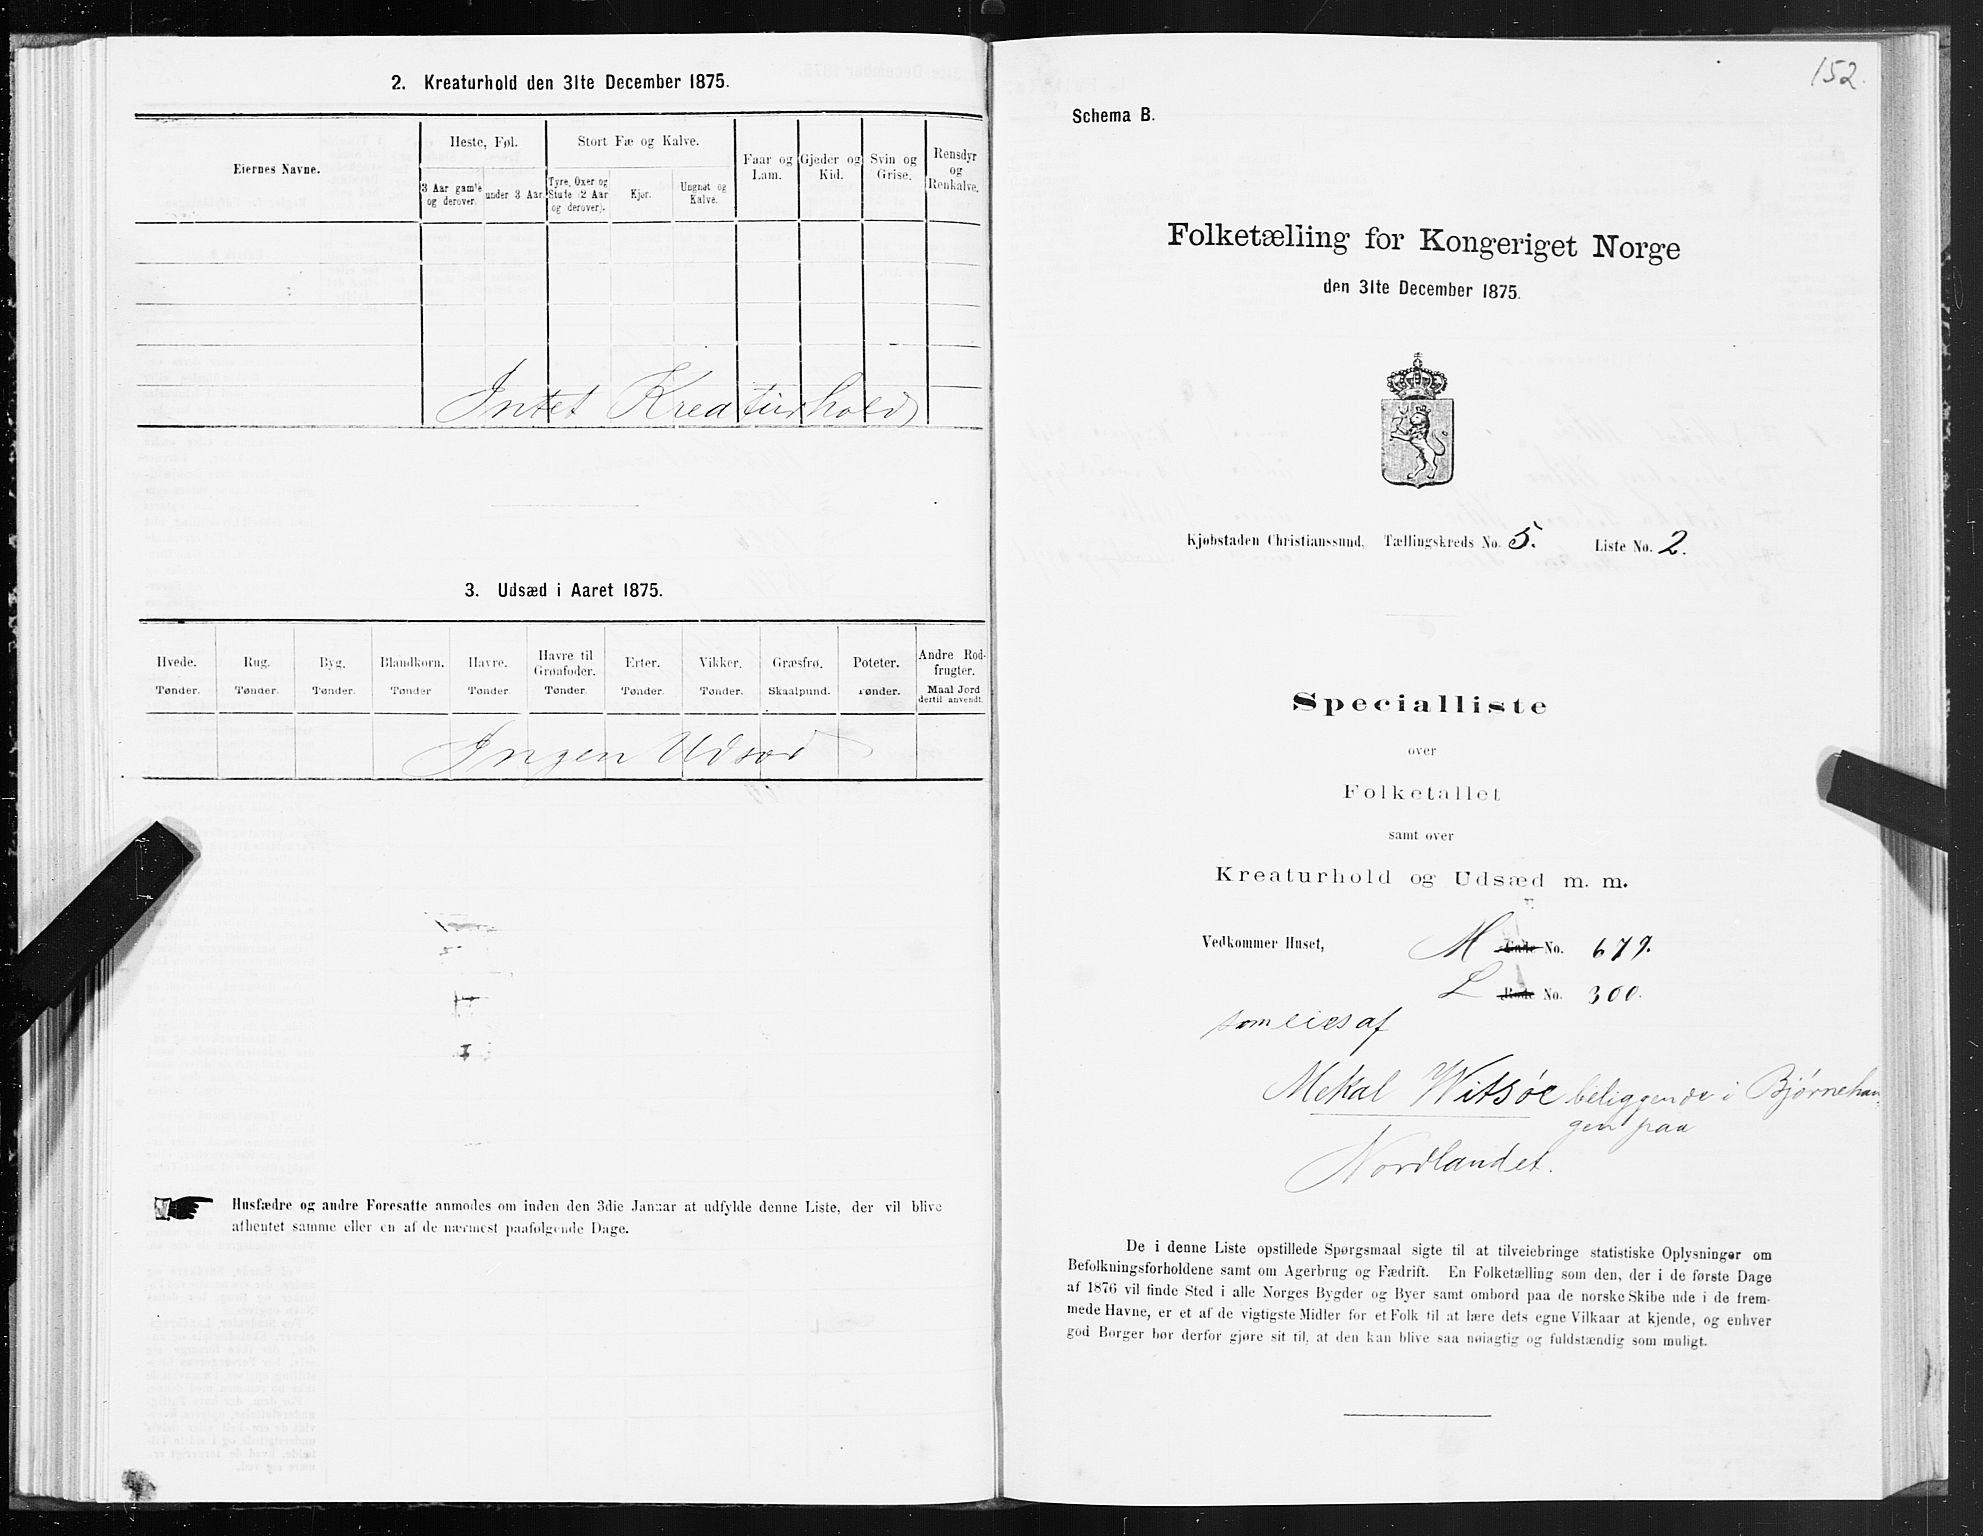 2. Kreaturhold den 31te December 1875.
Eiernes Navne.
Heste, Føl.
Stort Fæ og Kalve.
Faar og Lam.
Gjeder og Kid.
Svin og Grise.
Rensdyr og Renkalve.
3 Aar gamle og derover.
under 3 Aar.
Tyre, Oxer og Stude (2 Aar og derover).
Kjør.
Ungnøt og Kalve.
Intet Kreaturhold
3. Udsæd i Aaret 1875.
Hvede. Rug. Byg. Blandkorn. Havre. Havre til Grønfoder. Erter. Vikker. Græsfrø. Poteter. Andre Rodfrugter.
Tønder. Tønder. Tønder. Tønder Tønder. Tønder. Tønder. Tønder. Skaalpund. Tønder. Maal Jord dertil anvendt.
Ingen Udsæd
Husfædre og andre Foresatte anmodes om inden den 3die Januar at udfylde denne Liste, der vil blive
afhentet samme eller en af de nærmest paafølgende Dage.
152.
Schema B.
Folketælling for Kongeriget Norge
den 31te December 1875.
Kjøbstaden Christianssund, Tællingskreds No. 5. Liste No. 2.
Specialliste
over
Folketallet
samt over
Kreaturhold og Udsæd m. m.
Vedkommer Huset, M Gade No. 679.
L Rode No. 300.
som eies af
Mekal Witsøe beliggende i Bjørnehan
gen paa
Nordlandet.
De i denne Liste opstillede Spørgsmaal sigte til at tilveiebringe statistiske Oplysninger om
Befolkningsforholdene samt om Agerbrug og Fædrift. En Folketælling som den, der i de første Dage
af 1876 vil finde Sted i alle Norges Bygder og Byer samt ombord paa de norske Skibe ude i de frem-
mede Havne, er et af de vigtigste Midler for et Folk til at lære dets egne Vilkaar at kjende, og enhver
god Borger bør derfor gjøre sit til, at den kan blive saa nøiagtig og fuldstændig som muligt.